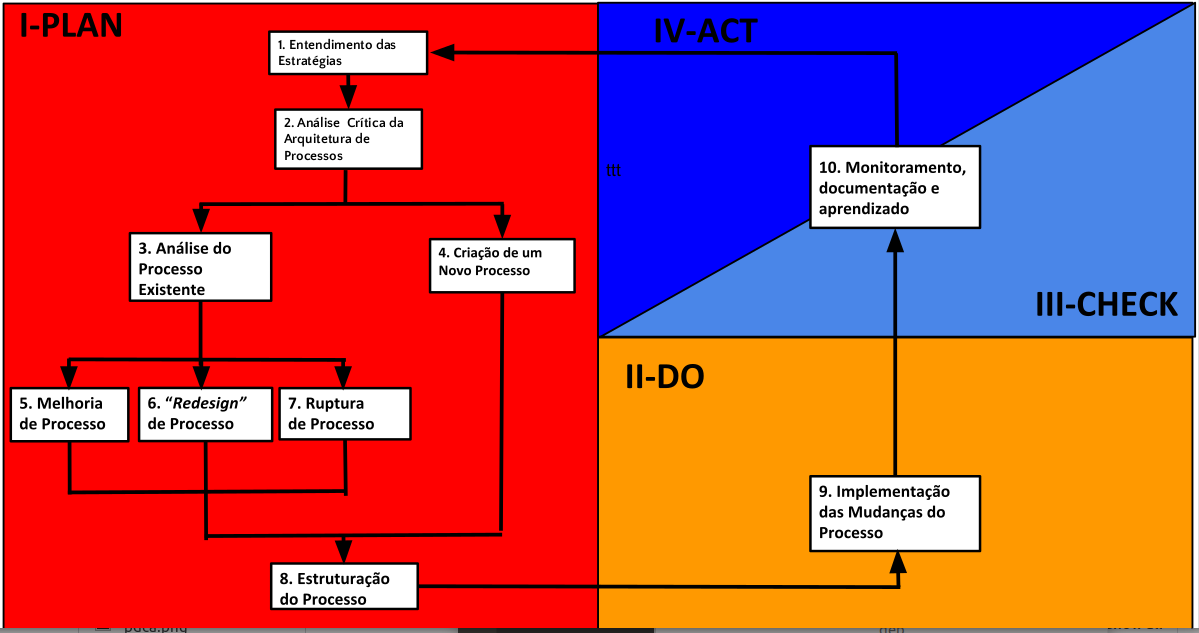 I-PLAN
1. Entendimento das
Estratégias
2. Análise Crítica da
Arquitetura de
Processos
3. Análise do
Processo
Existente
4. Criação de um
Novo Processo
5. Melhoria
de Processo
6. “Redesign”
de Processo
7. Ruptura
de Processo
8. Estruturação
do Processo
IV-ACT
ttt
10. Monitoramento,
documentação e
aprendizado
III-CHECK
II-DO
9. Implementação
das Mudanças do
Processo
pdca.png